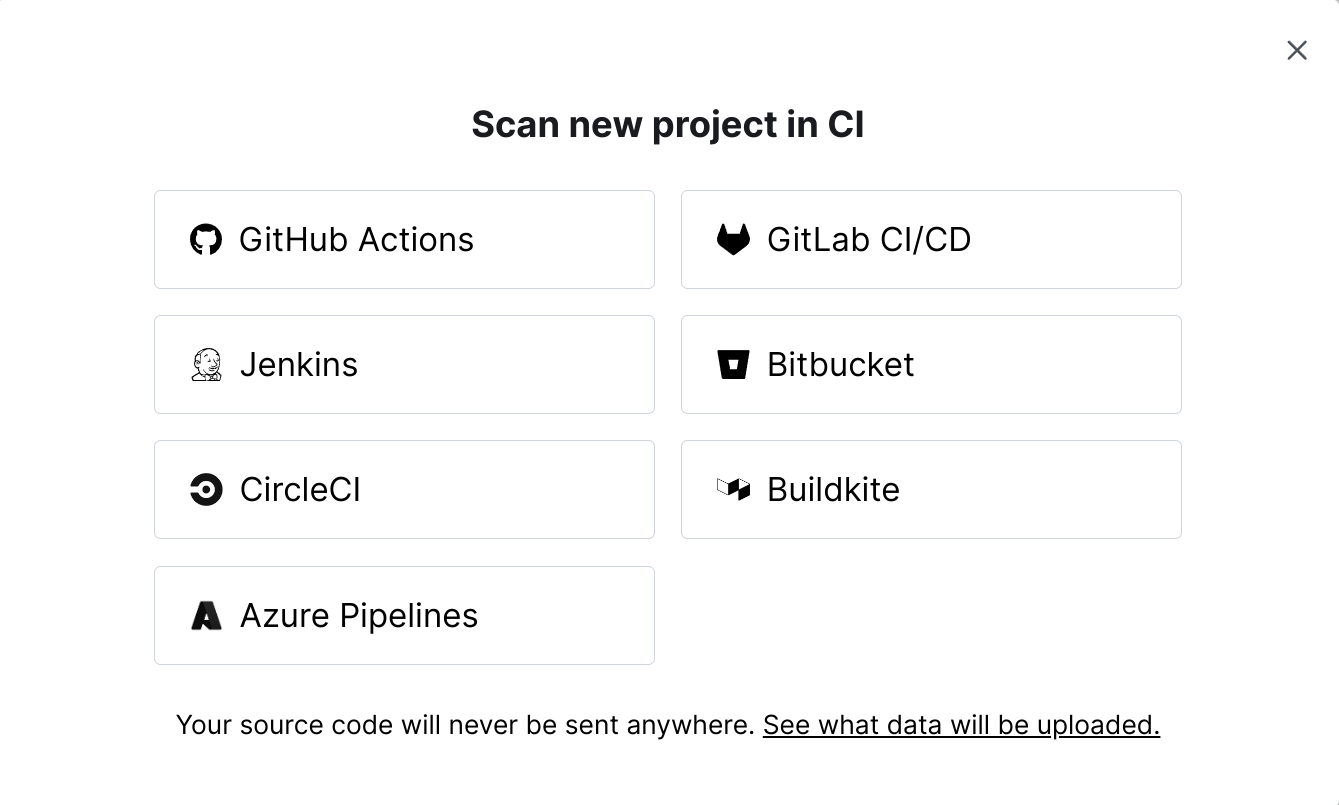 Scan new project in CI
GitHub Actions
GitLab CI/CD
Jenkins
Bitbucket
CircleCI
Buildkite
Azure Pipelines
Your source code will never be sent anywhere. See what data will be uploaded.